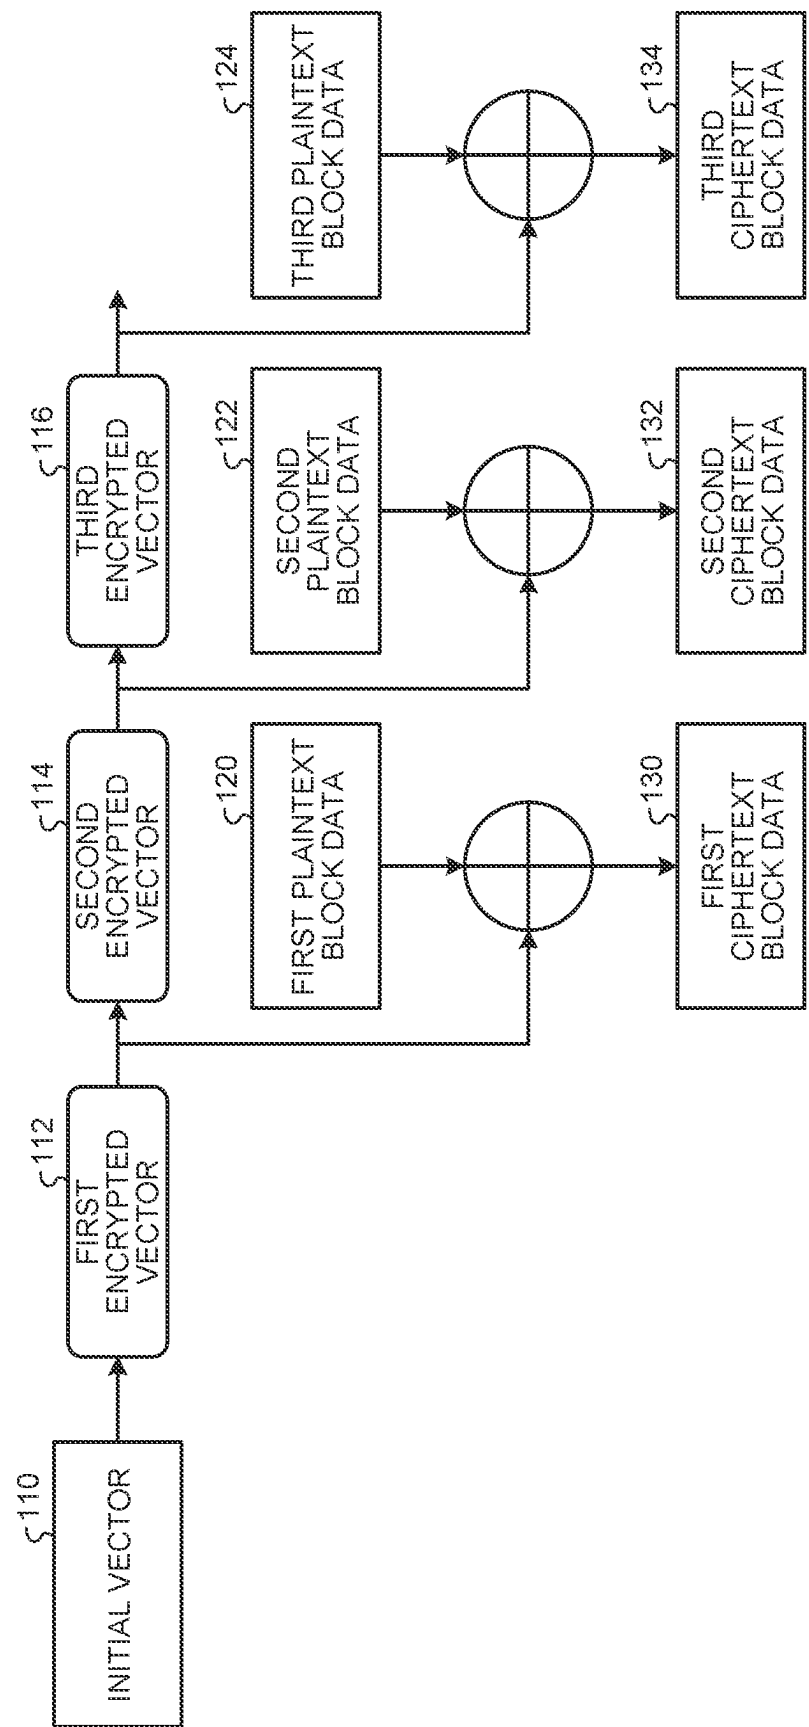 110
INITIAL VECTOR
112
FIRST
ENCRYPTED
VECTOR
114
SECOND
ENCRYPTED
VECTOR
116
THIRD
ENCRYPTED
VECTOR
120
FIRST PLAINTEXT
BLOCK DATA
122
SECOND
PLAINTEXT
BLOCK DATA
124
THIRD PLAINTEXT
BLOCK DATA
130
FIRST
CIPHERTEXT
BLOCK DATA
132
SECOND
CIPHERTEXT
BLOCK DATA
134
THIRD
CIPHERTEXT
BLOCK DATA